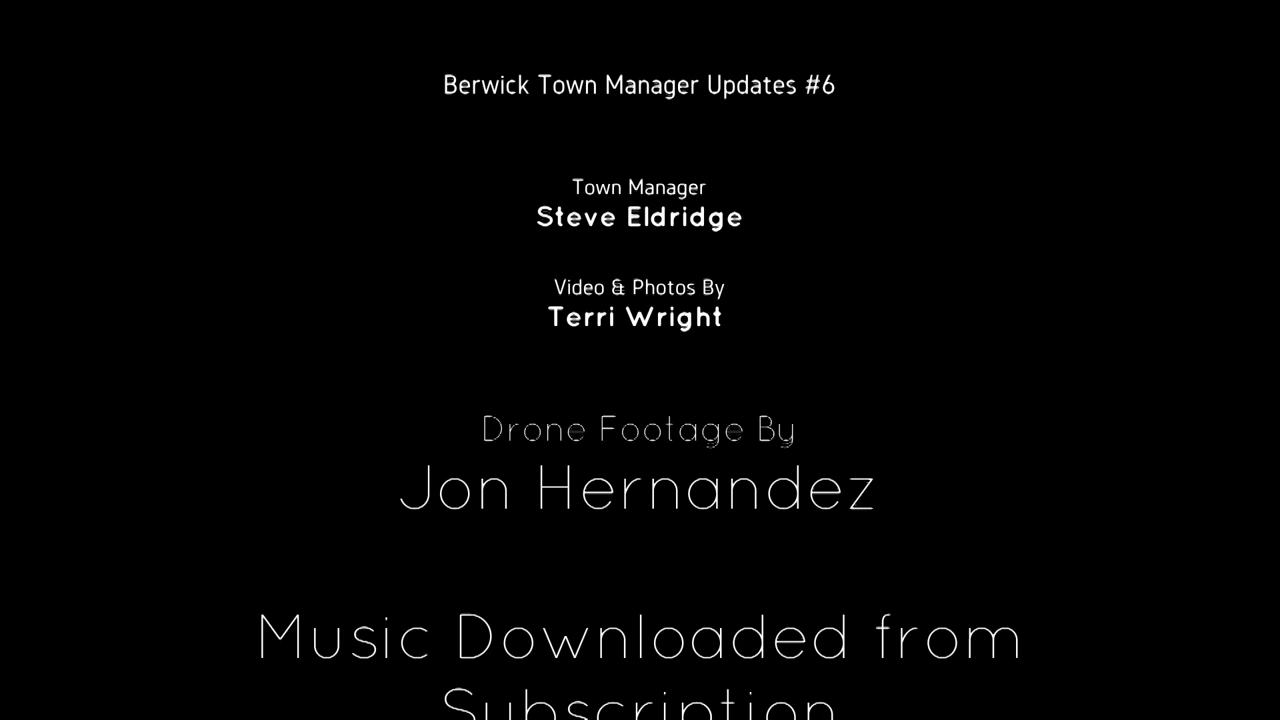 Berwick Town Manager Updates #6
Town Manager
Steve Eldridge
Video & Photos By
Terri Wright
Drone Footage By
Jon Hernandez
Music Downloaded from
Subscription